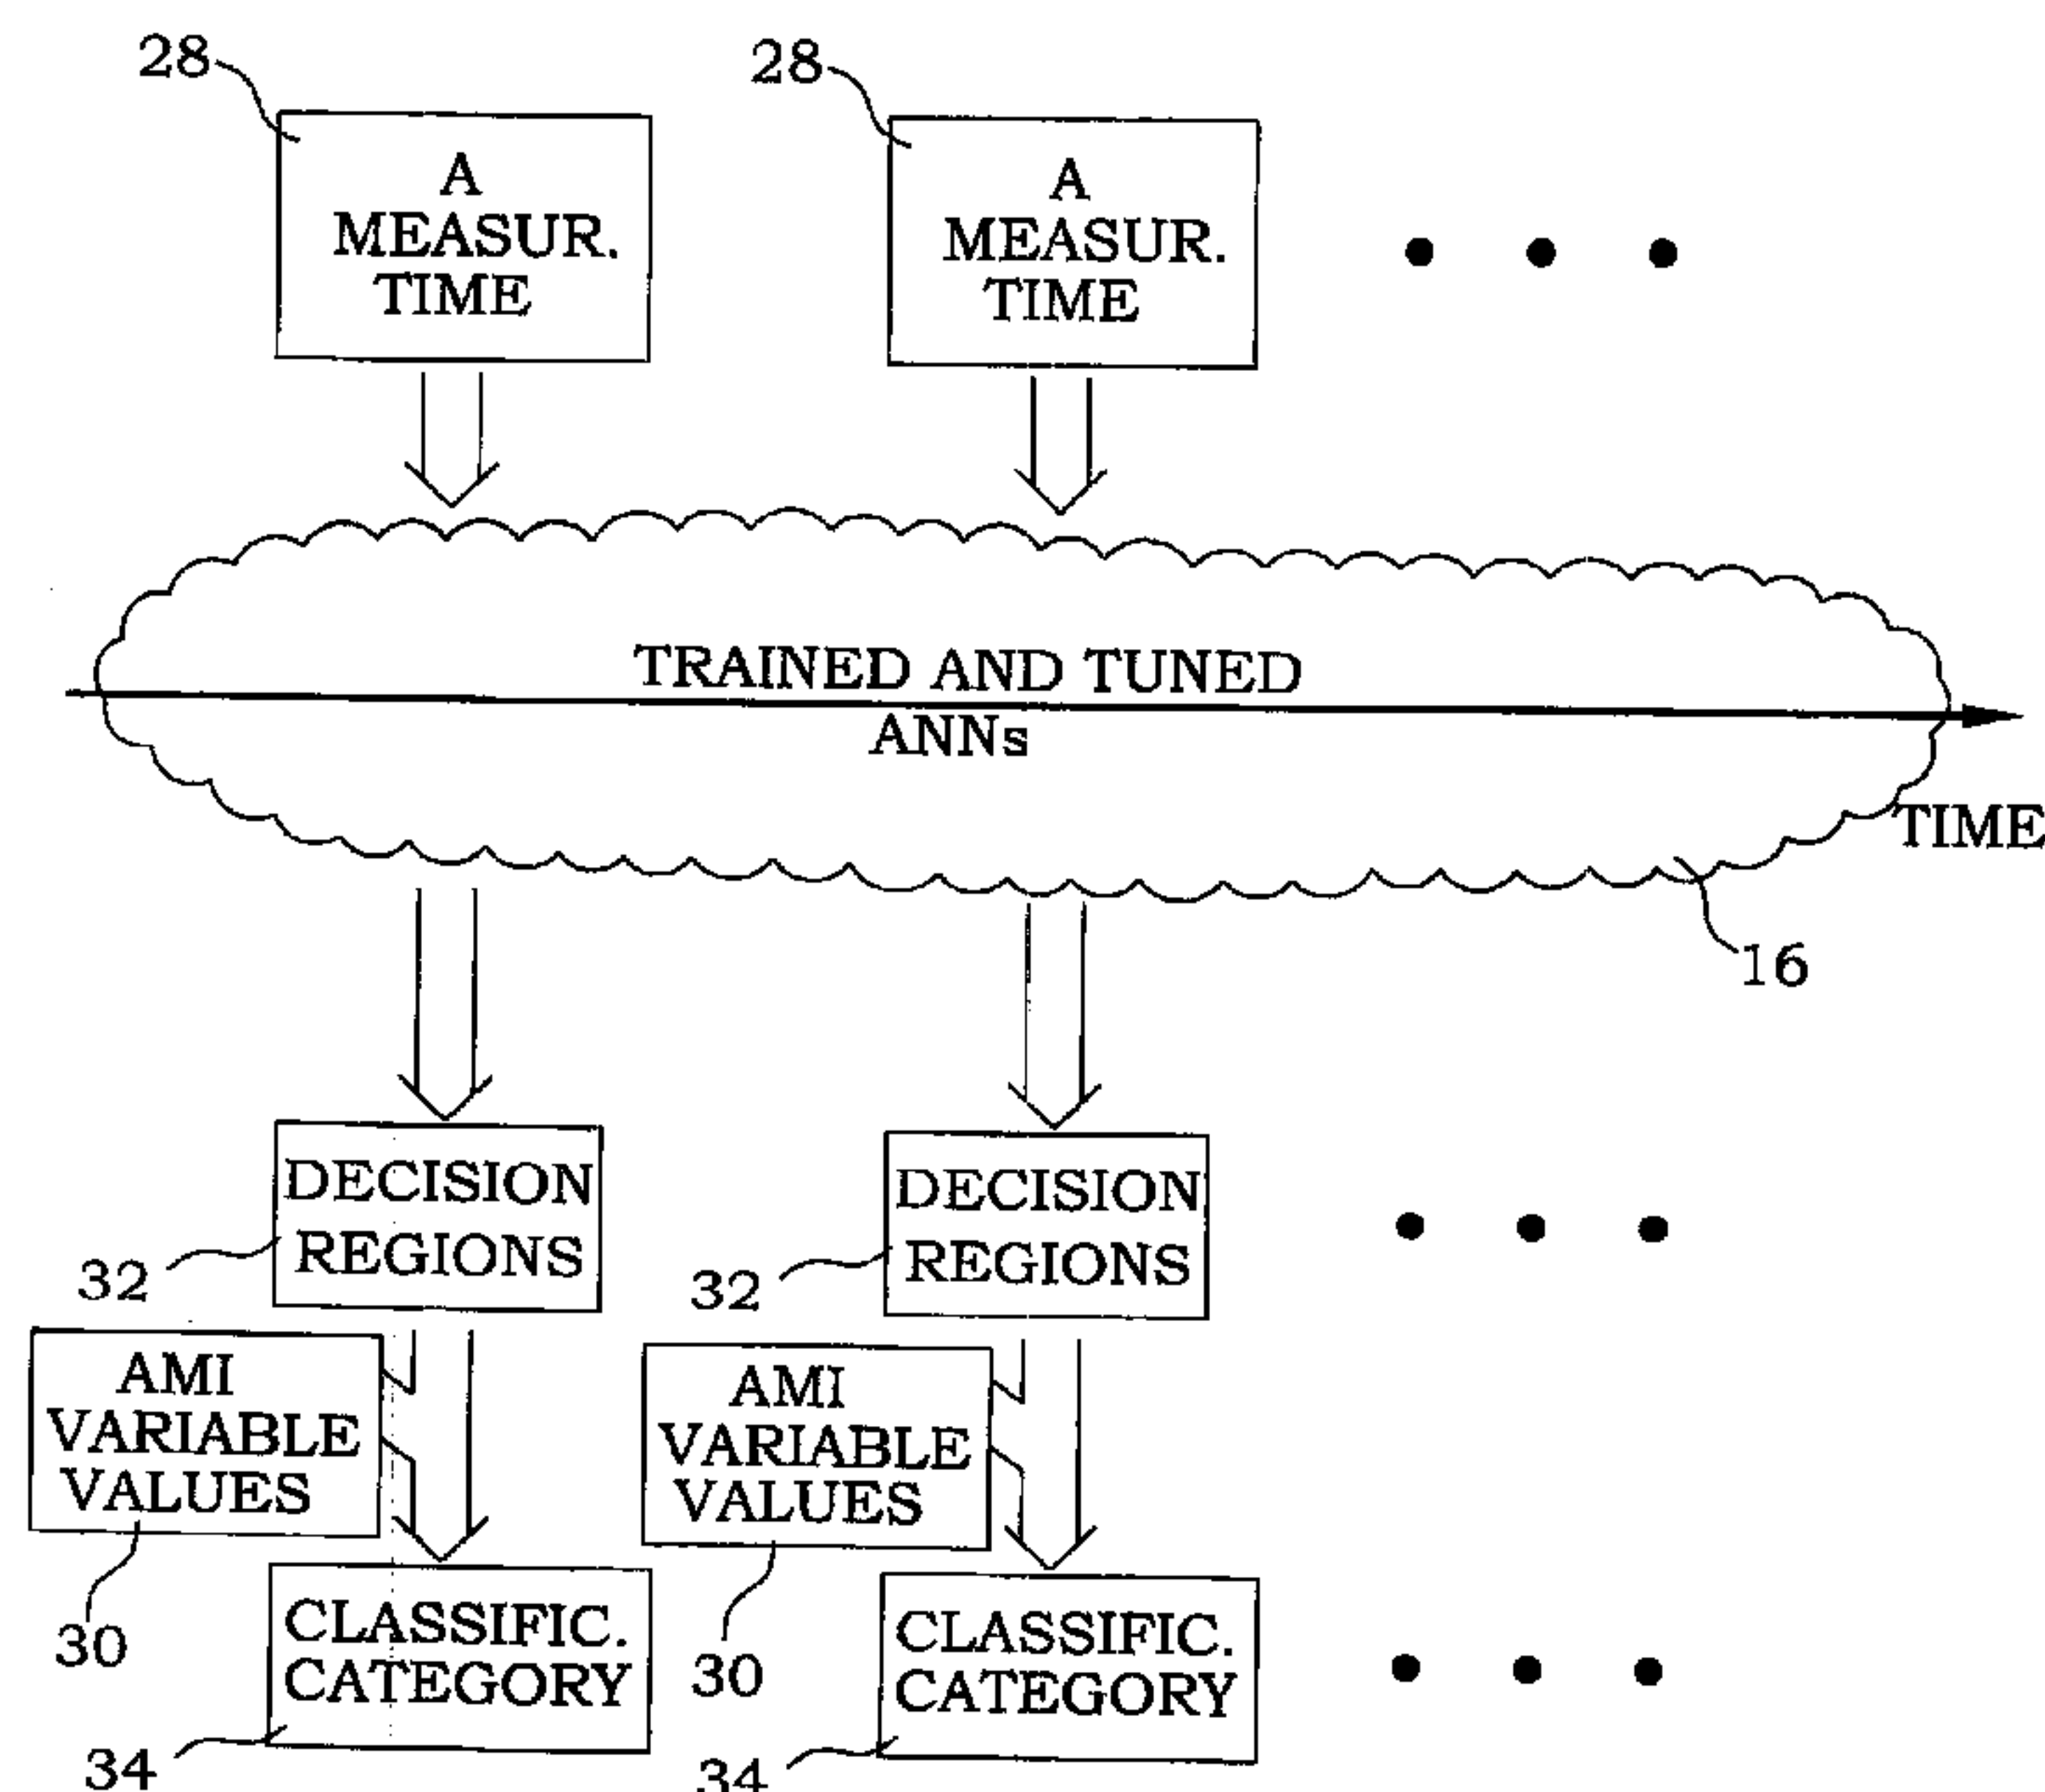 28
28
A
MEASUR.
TIME
A
MEASUR.
TIME
TRAINED AND TUNED
ANNs
TIME
16
DECISION
REGIONS
DECISION
REGIONS
32
32
AMI
VARIABLE
VALUES
AMI
VARIABLE
VALUES
30
30
CLASSIFIC.
CATEGORY
CLASSIFIC.
CATEGORY
34
34